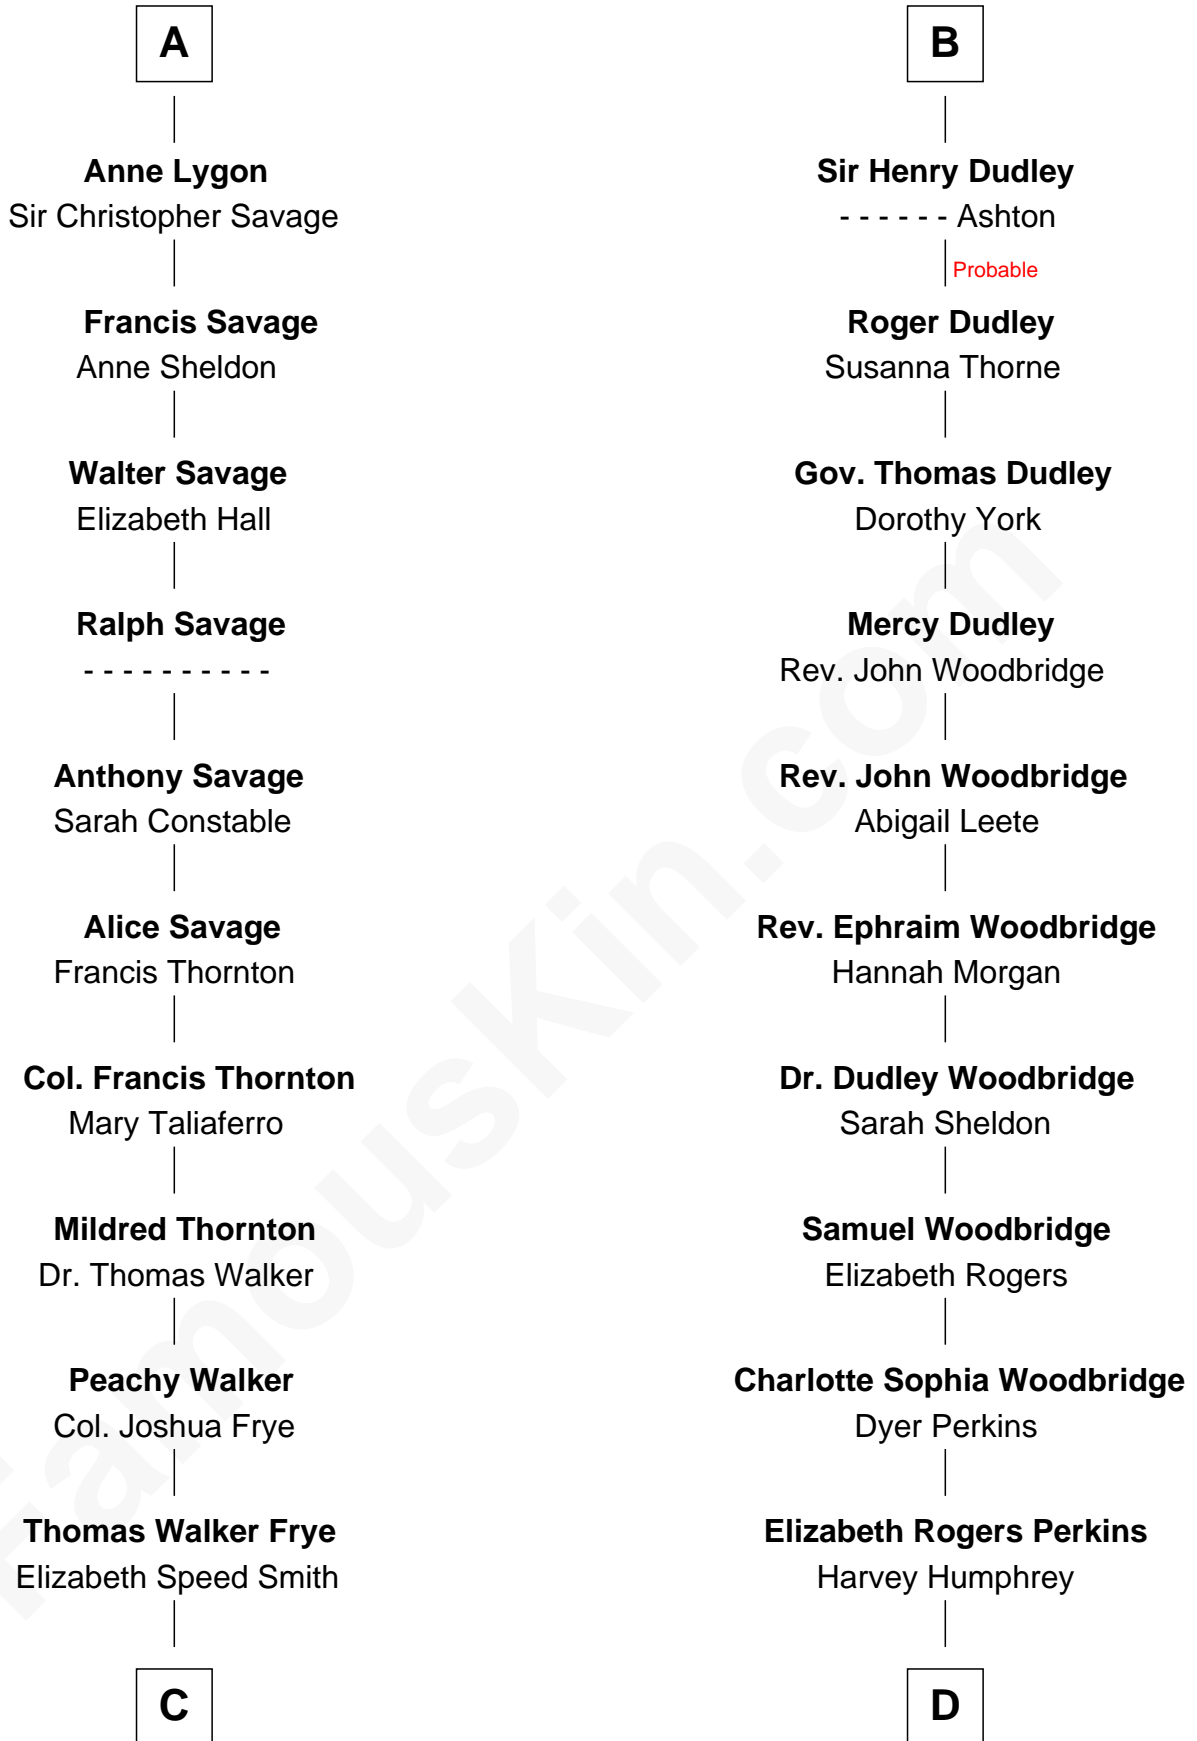 A
Anne Lygon
Sir Christopher Savage
Francis Savage
Anne Sheldon
Walter Savage
Elizabeth Hall
Ralph Savage
- - - - - - - - - -
Anthony Savage
Sarah Constable
Alice Savage
Francis Thornton
Col. Francis Thornton
Mary Taliaferro
Mildred Thornton
Dr. Thomas Walker
Peachy Walker
Col. Joshua Frye
Thomas Walker Frye
Elizabeth Speed Smith
C
B
Sir Henry Dudley
- - - - - - Ashton
Probable
Roger Dudley
Susanna Thorne
Gov. Thomas Dudley
Dorothy York
Mercy Dudley
Rev. John Woodbridge
Rev. John Woodbridge
Abigail Leete
Rev. Ephraim Woodbridge
Hannah Morgan
Dr. Dudley Woodbridge
Sarah Sheldon
Samuel Woodbridge
Elizabeth Rogers
Charlotte Sophia Woodbridge
Dyer Perkins
Elizabeth Rogers Perkins
Harvey Humphrey
D
FamousKin.com